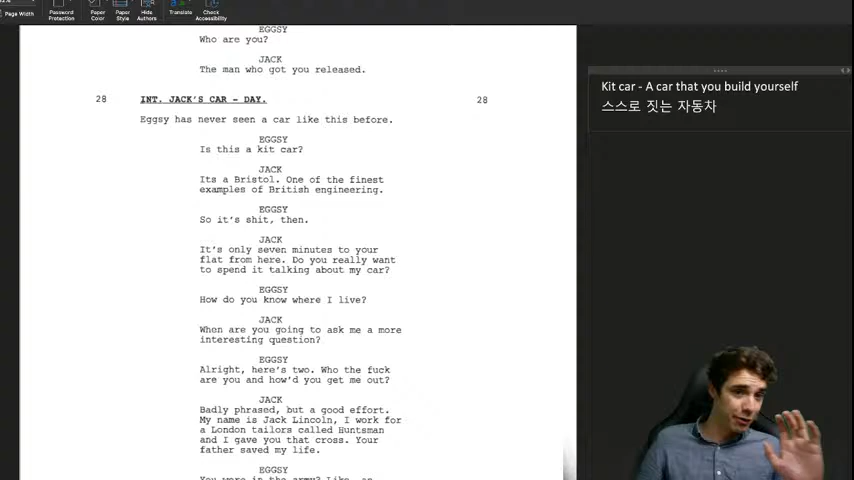 Page Width
Password
Protection
Paper
Color
Paper
Style
Hide
Authors
Translate
Check
Accessibility
EGGSY
Who are you?
JACK
The man who got you released.
28 INT. JACK'S CAR – DAY. 28
Eggsy has never seen a car like this before.
EGGSY
Is this a kit car?
JACK
Its a Bristol. One of the finest
examples of British engineering.
EGGSY
So it's shit, then.
JACK
It's only seven minutes to your
flat from here. Do you really want
to spend it talking about my car?
EGGSY
How do you know where I live?
JACK
When are you going to ask me a more
interesting question?
EGGSY
Alright, here's two. Who the fuck
are you and how'd you get me out?
JACK
Badly phrased, but a good effort.
My name is Jack Lincoln, I work for
a London tailors called Huntsman
and I gave you that cross. Your
father saved my life.
EGGSY
You were in the army? Like, as
Kit car - A car that you build yourself
스스로 짓는 자동차